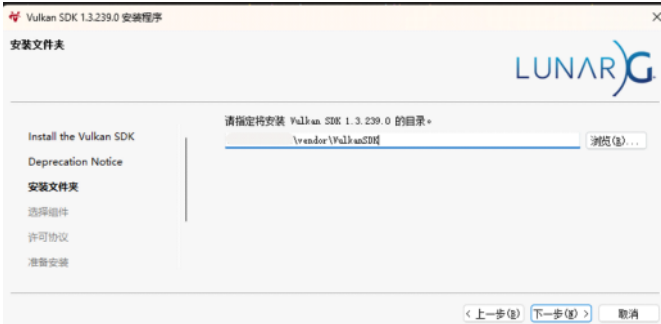 Vulkan SDK 1.3.239.0 安装程序
安装文件夹
LUNARG
Install the Vulkan SDK
Deprecation Notice
安装文件夹
选择组件
许可协议
准备安装
请指定将安装 Vulkan SDK 1.3.239.0 的目录。
\vendor\VulkanSDK
浏览(R)...
< 上一步(B)
下一步(N) >
取消